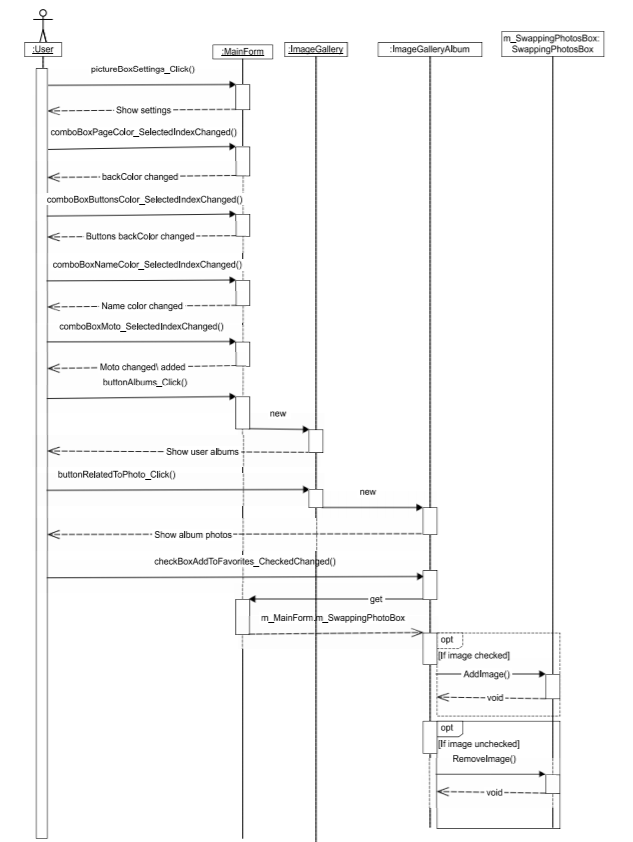 m_SwappingPhotosBox:
SwappingPhotosBox
:User
:MainForm
:ImageGallery
:ImageGalleryAlbum
pictureBoxSettings_Click()
Show settings
comboBoxPageColor_SelectedIndexChanged()
backColor changed
comboBoxButtonsColor_SelectedIndexChanged()
Buttons backColor changed
comboBoxNameColor_SelectedIndexChanged()
Name color changed
comboBoxMoto_SelectedIndexChanged()
Moto changed\ added
buttonAlbums_Click()
new
Show user albums
buttonRelatedToPhoto_Click()
new
Show album photos
checkBoxAddToFavorites_CheckedChanged()
get
m_MainForm.m_SwappingPhotoBox
opt
[If image checked]
AddImage()
void
opt
[If image unchecked]
RemoveImage()
void